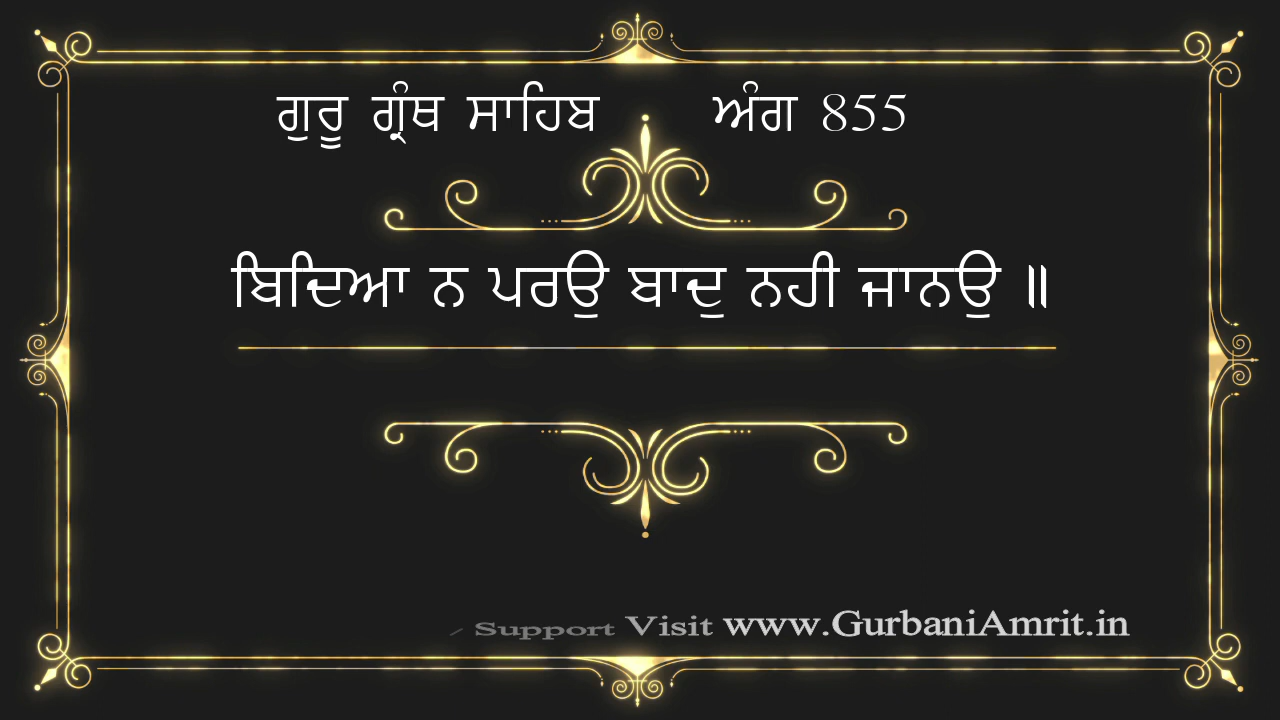 ਗੁਰੂ ਗ੍ਰੰਥ ਸਾਹਿਬ ਅੰਗ 855
ਬਿਦਿਆ ਨ ਪਰਉ ਬਾਦੁ ਨਹੀ ਜਾਨਉ ॥
Support Visit www.GurbaniAmrit.in